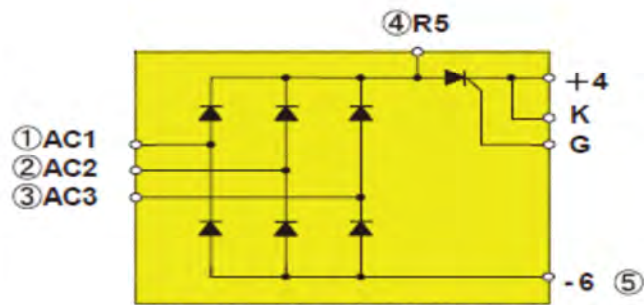 ④R5
+4
K
①AC1
G
②AC2
③AC3
-6 ⑤